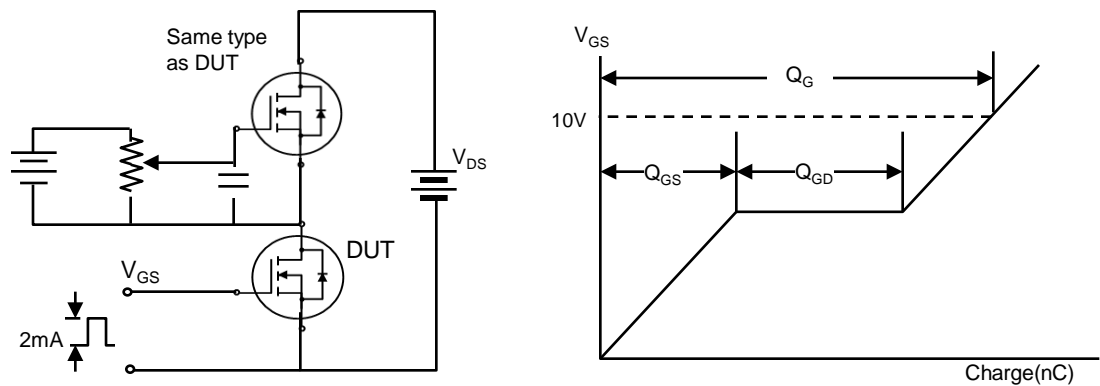 Same type
as DUT
V_DS
DUT
V_GS
2mA
V_GS
Q_G
10V
Q_GS
Q_GD
Charge(nC)